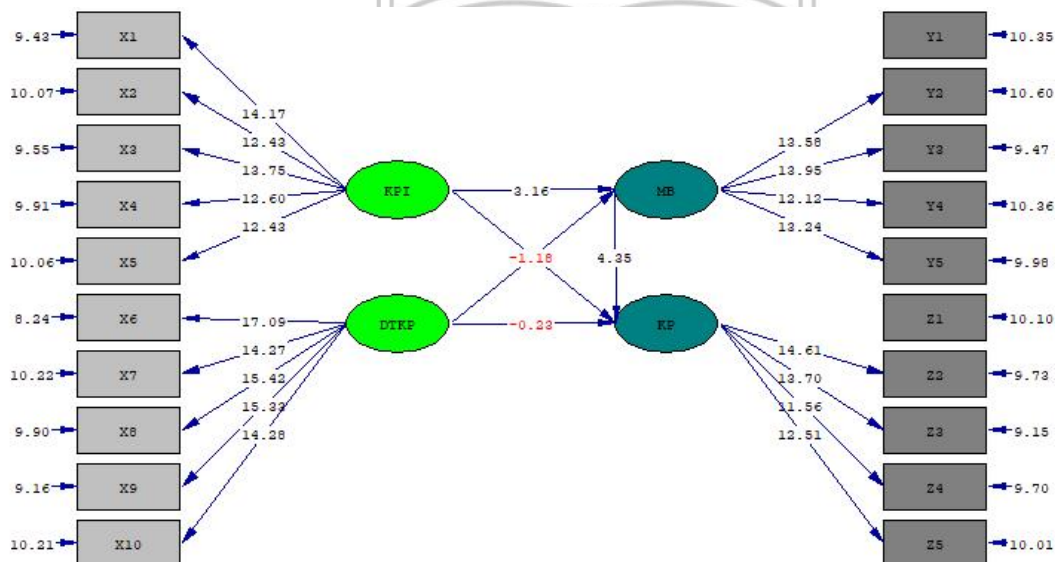 9.43 X1
10.07 X2
9.55 X3
9.91 X4
10.06 X5
8.24 X6
10.22 X7
9.90 X8
9.16 X9
10.21 X10
14.17
12.43
13.75
12.60
12.43
17.09
14.27
15.42
15.33
14.28
KPI
DTKP
3.16
-1.18
4.35
-0.23
MB
KP
13.58
13.95
12.12
13.24
14.61
13.70
11.56
12.51
Y1 10.35
Y2 10.60
Y3 9.47
Y4 10.36
Y5 9.98
Z1 10.10
Z2 9.73
Z3 9.15
Z4 9.70
Z5 10.01